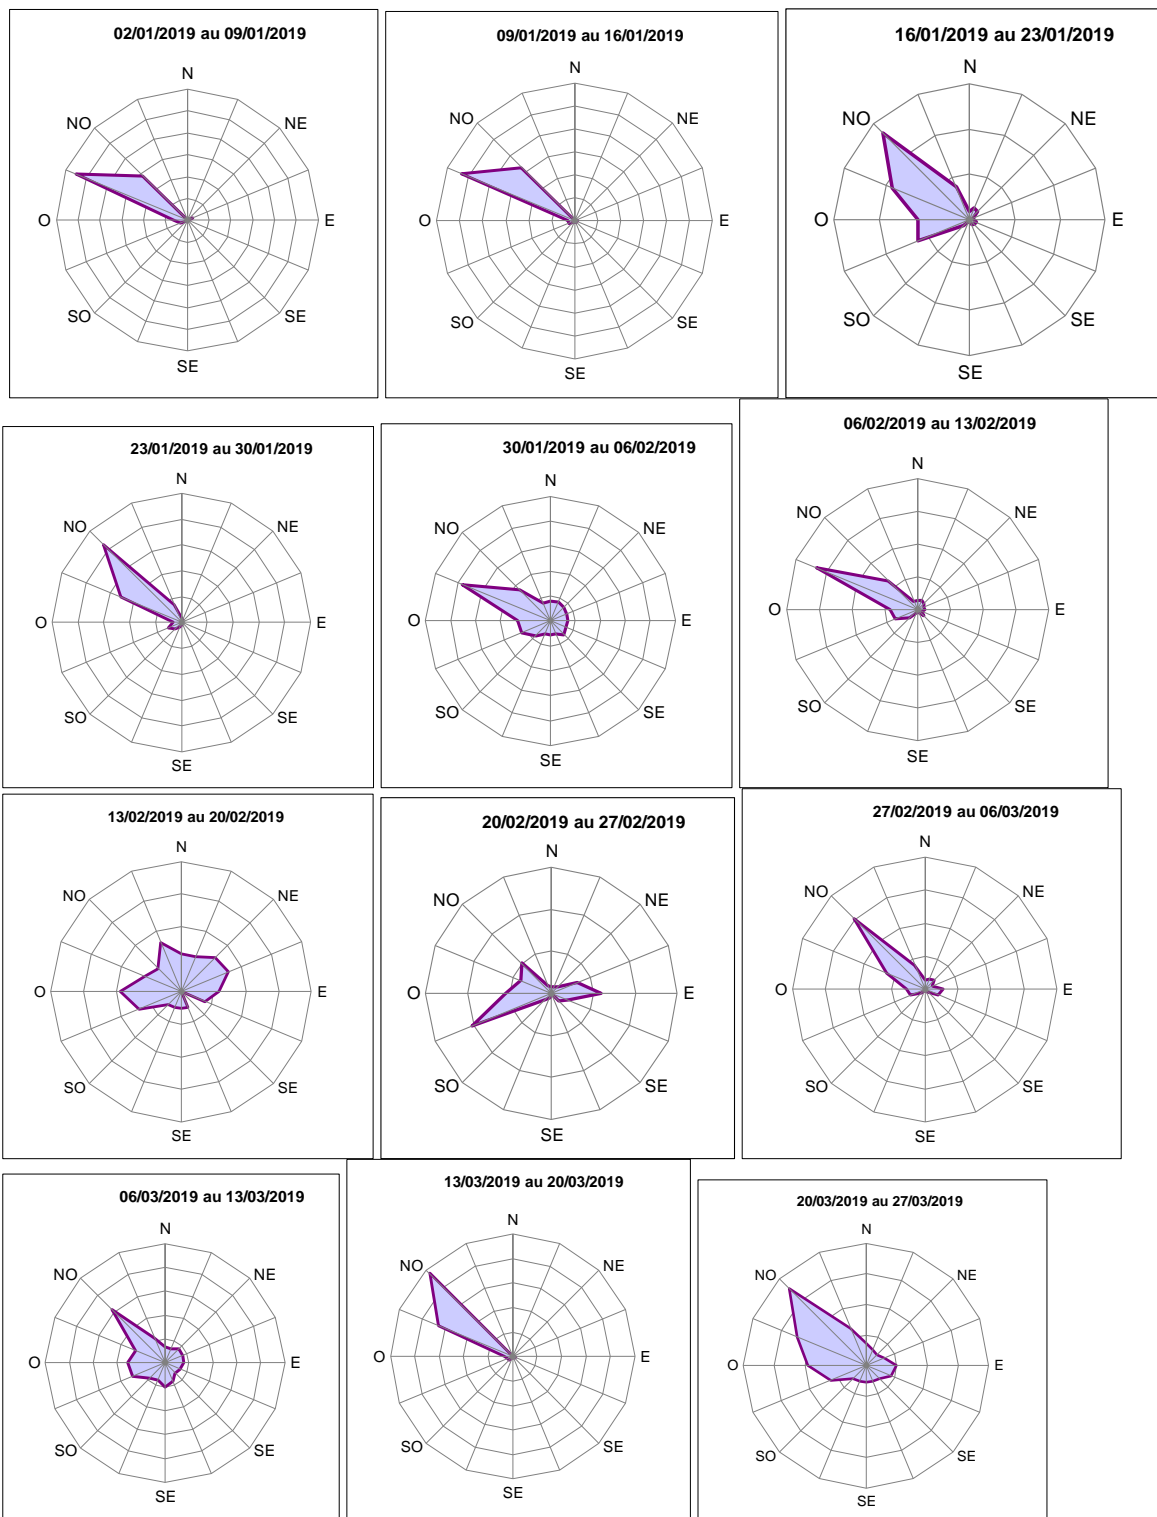 02/01/2019 au 09/01/2019
N
NO
NE
O
E
SO
SE
SE
09/01/2019 au 16/01/2019
N
NO
NE
O
E
SO
SE
SE
16/01/2019 au 23/01/2019
N
NO
NE
O
E
SO
SE
SE
23/01/2019 au 30/01/2019
N
NO
NE
O
E
SO
SE
SE
30/01/2019 au 06/02/2019
N
NO
NE
O
E
SO
SE
SE
06/02/2019 au 13/02/2019
N
NO
NE
O
E
SO
SE
SE
13/02/2019 au 20/02/2019
N
NO
NE
O
E
SO
SE
SE
20/02/2019 au 27/02/2019
N
NO
NE
O
E
SO
SE
SE
27/02/2019 au 06/03/2019
N
NO
NE
O
E
SO
SE
SE
06/03/2019 au 13/03/2019
N
NO
NE
O
E
SO
SE
SE
13/03/2019 au 20/03/2019
N
NO
NE
O
E
SO
SE
SE
20/03/2019 au 27/03/2019
N
NO
NE
O
E
SO
SE
SE